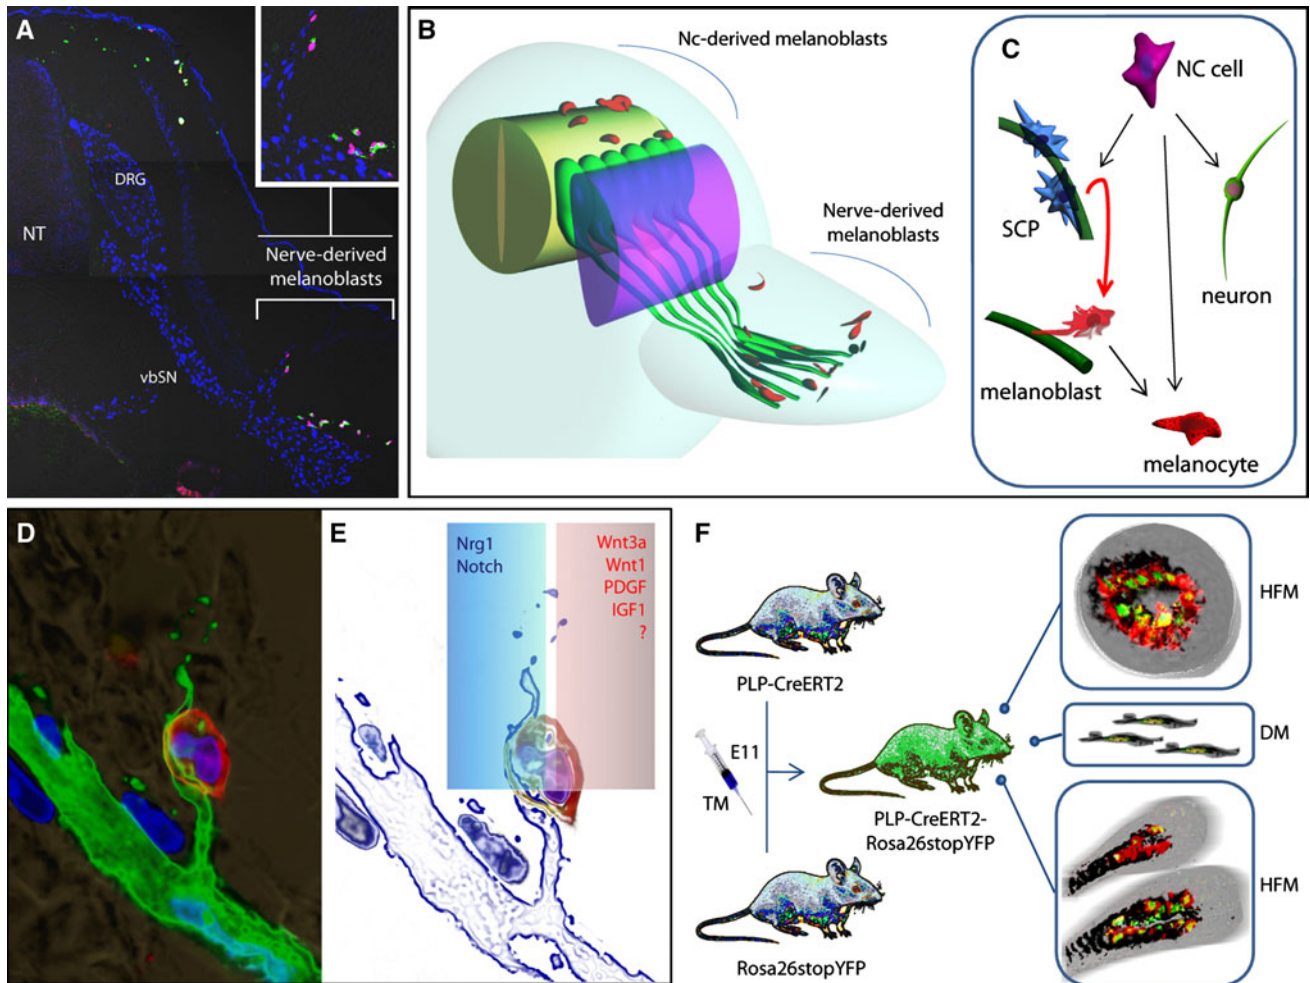 A
DRG
NT
vbSN
Nerve-derived
melanoblasts
B
Nc-derived melanoblasts
Nerve-derived
melanoblasts
C
NC cell
SCP
neuron
melanoblast
melanocyte
D
E
Nrg1
Notch
Wnt3a
Wnt1
PDGF
IGF1
?
F
PLP-CreERT2
E11
TM
PLP-CreERT2-
Rosa26stopYFP
Rosa26stopYFP
HFM
DM
HFM